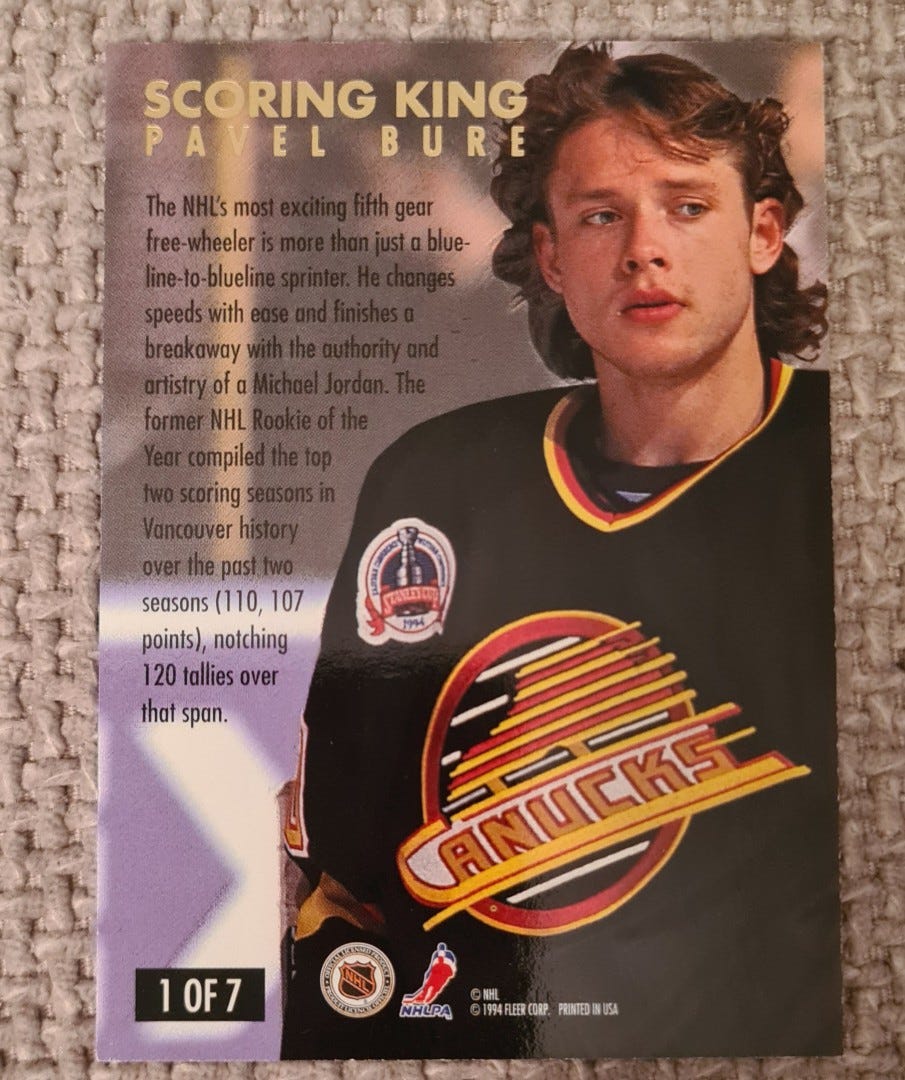 SCORING KING
PAVEL BURE
The NHL's most exciting fifth gear
free-wheeler is more than just a blue-
line-to-blueline sprinter. He changes
speeds with ease and finishes a
breakaway with the authority and
artistry of a Michael Jordan. The
former NHL Rookie of the
Year compiled the top
two scoring seasons in
Vancouver history
over the past two
seasons (110, 107
points), notching
120 tallies over
that span.
STANLEY CUP
1994
CANUCKS
1 OF 7
NHL
NHLPA
© NHL
© 1994 FLEER CORP. PRINTED IN USA